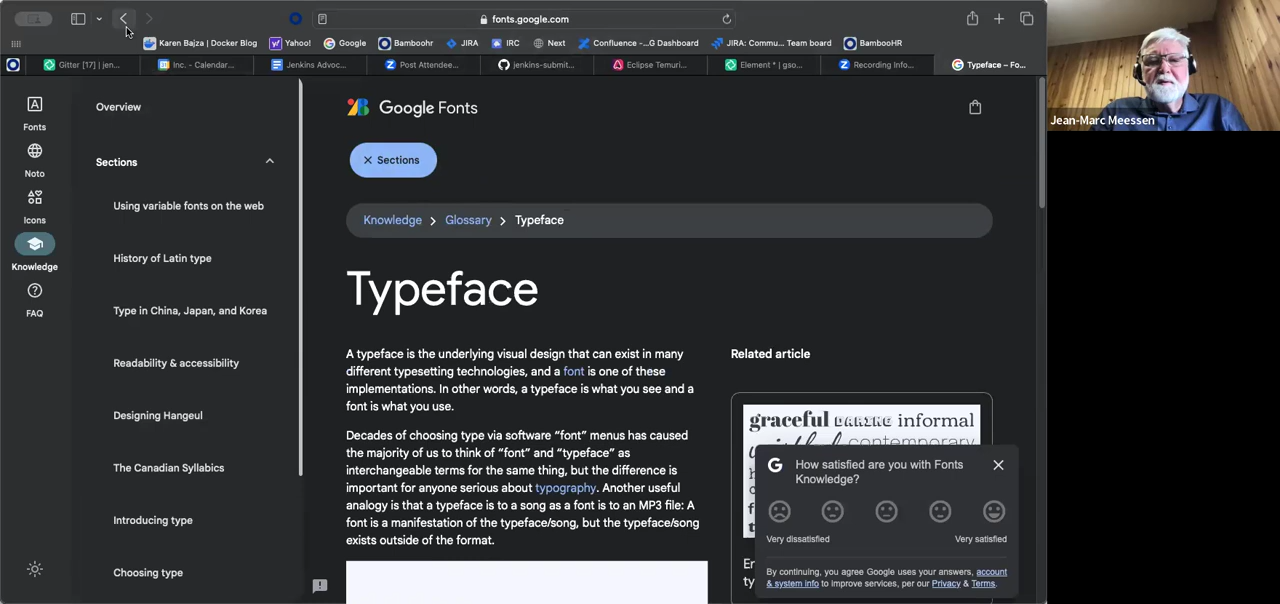 fonts.google.com
Karen Bajza | Docker Blog
Yahoo!
Google
Bamboohr
JIRA
IRC
Next
Confluence ...G Dashboard
JIRA: Commu... Team board
BambooHR
Gitter [17] | jen...
Inc. - Calendar...
Jenkins Advoc...
Post Attendee...
jenkins-submit...
Eclipse Temuri...
Element * | gso...
Recording Info...
Typeface – Fo...
Jean-Marc Meessen
Fonts
Noto
Icons
Knowledge
FAQ
Overview
Sections
Using variable fonts on the web
History of Latin type
Type in China, Japan, and Korea
Readability & accessibility
Designing Hangeul
The Canadian Syllabics
Introducing type
Choosing type
Google Fonts
× Sections
Knowledge > Glossary > Typeface
Typeface
A typeface is the underlying visual design that can exist in many
different typesetting technologies, and a font is one of these
implementations. In other words, a typeface is what you see and a
font is what you use.
Decades of choosing type via software “font” menus has caused
the majority of us to think of “font” and “typeface” as
interchangeable terms for the same thing, but the difference is
important for anyone serious about typography. Another useful
analogy is that a typeface is to a song as a font is to an MP3 file: A
font is a manifestation of the typeface/song, but the typeface/song
exists outside of the format.
Related article
graceful DARING informal
contemporary
How satisfied are you with Fonts
Knowledge?
Very dissatisfied
Very satisfied
By continuing, you agree Google uses your answers, account
& system info to improve services, per our Privacy & Terms.